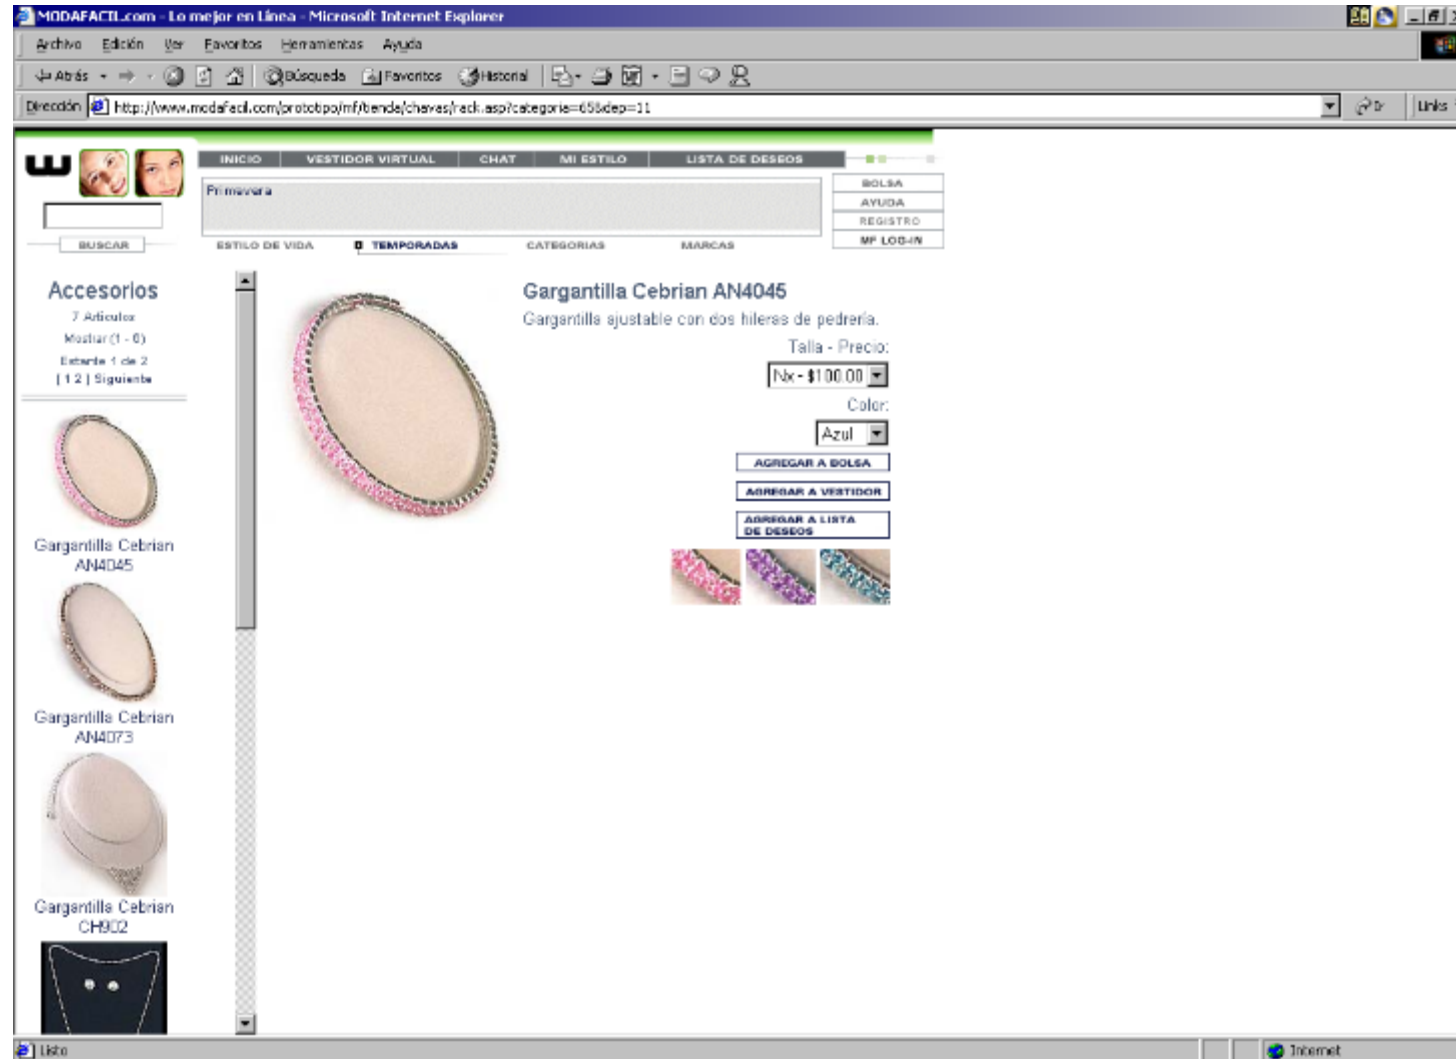 MODAFACIL.com - Lo mejor en Línea - Microsoft Internet Explorer
Archivo Edición Ver Favoritos Herramientas Ayuda
Atrás Búsqueda Favoritos Historial
Dirección http://www.modafacil.com/prototipo/mf/tienda/chavas/rack.asp?categoria=65&dep=11 Ir Links
INICIO VESTIDOR VIRTUAL CHAT MI ESTILO LISTA DE DESEOS
Primavera
BOLSA
AYUDA
REGISTRO
MF LOG-IN
BUSCAR
ESTILO DE VIDA TEMPORADAS CATEGORIAS MARCAS
Accesorios
7 Articulos
Mostrar (1 - 6)
Estante 1 de 2
[ 1 2 ] Siguiente
Gargantilla Cebrian
AN4045
Gargantilla Cebrian
AN4073
Gargantilla Cebrian
CH902
Gargantilla Cebrian AN4045
Gargantilla ajustable con dos hileras de pedrería.
Talla - Precio:
Nx - $100.00
Color:
Azul
AGREGAR A BOLSA
AGREGAR A VESTIDOR
AGREGAR A LISTA
DE DESEOS
Listo Internet